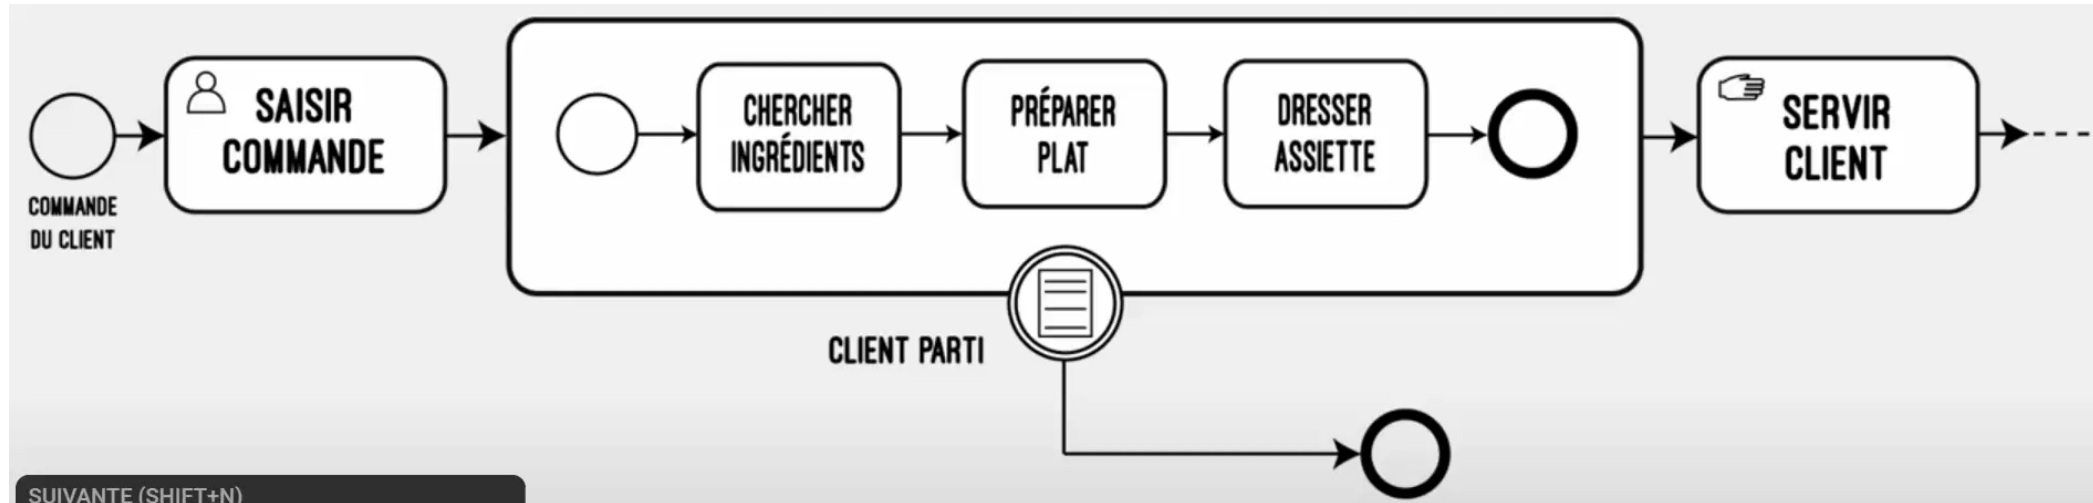 COMMANDE
DU CLIENT
SAISIR
COMMANDE
CHERCHER
INGRÉDIENTS
PRÉPARER
PLAT
DRESSER
ASSIETTE
SERVIR
CLIENT
CLIENT PARTI
SUIVANTE (SHIFT+N)